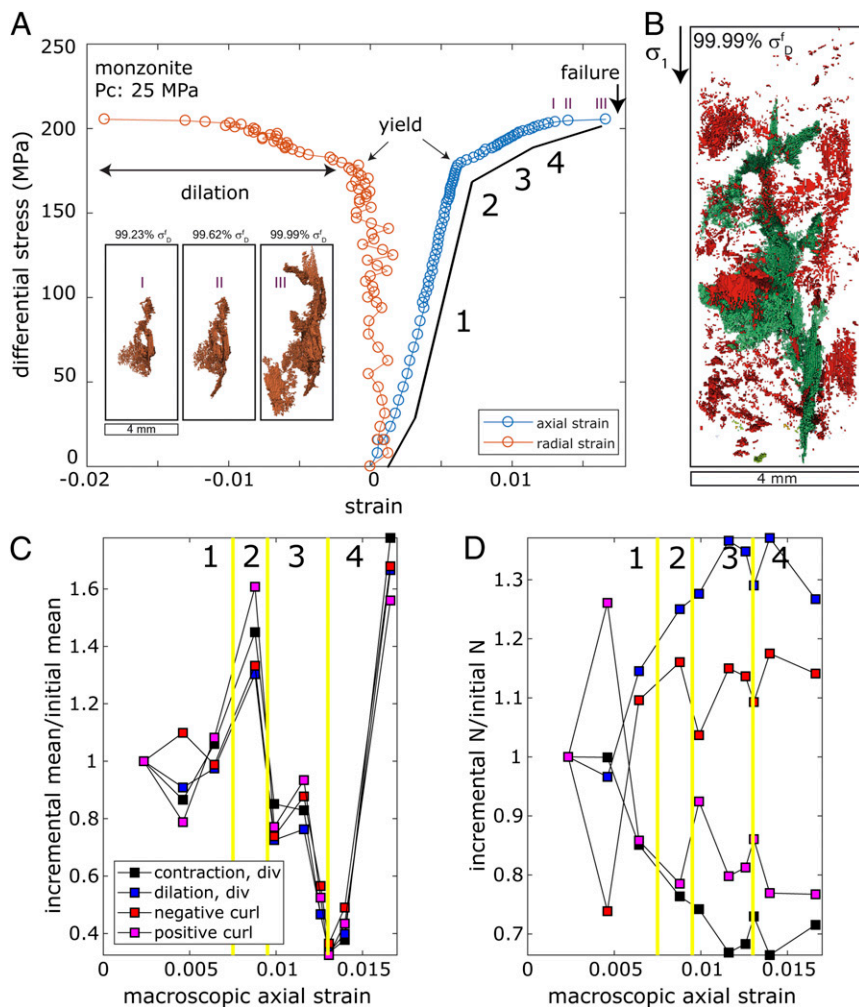 A
monzonite
Pc: 25 MPa
failure
I II III
yield
dilation
99.23% σ_D^f 99.62% σ_D^f 99.99% σ_D^f
I II III
4 mm
1
2
3
4
axial strain
radial strain
250
200
150
100
50
0
-0.02 -0.01 0 0.01
differential stress (MPa)
strain
B
σ_1
99.99% σ_D^f
4 mm
C
1 2 3 4
1.6
1.4
1.2
1.0
0.8
0.6
0.4
contraction, div
dilation, div
negative curl
positive curl
0 0.005 0.01 0.015
incremental mean/initial mean
macroscopic axial strain
D
1 2 3 4
1.3
1.2
1.1
1
0.9
0.8
0.7
0 0.005 0.01 0.015
incremental N/initial N
macroscopic axial strain